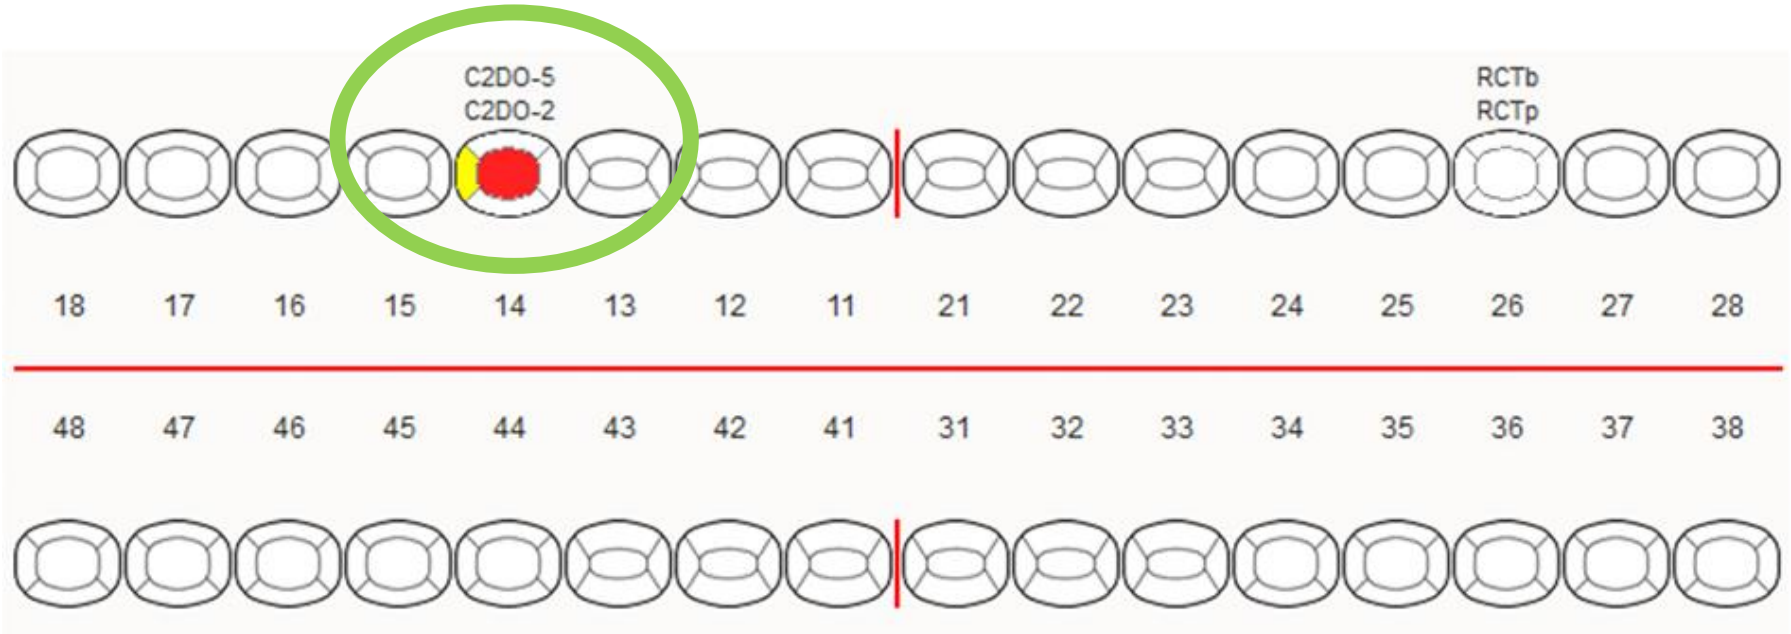 C2DO-5
C2DO-2
RCTb
RCTp
18 17 16 15 14 13 12 11 21 22 23 24 25 26 27 28
48 47 46 45 44 43 42 41 31 32 33 34 35 36 37 38